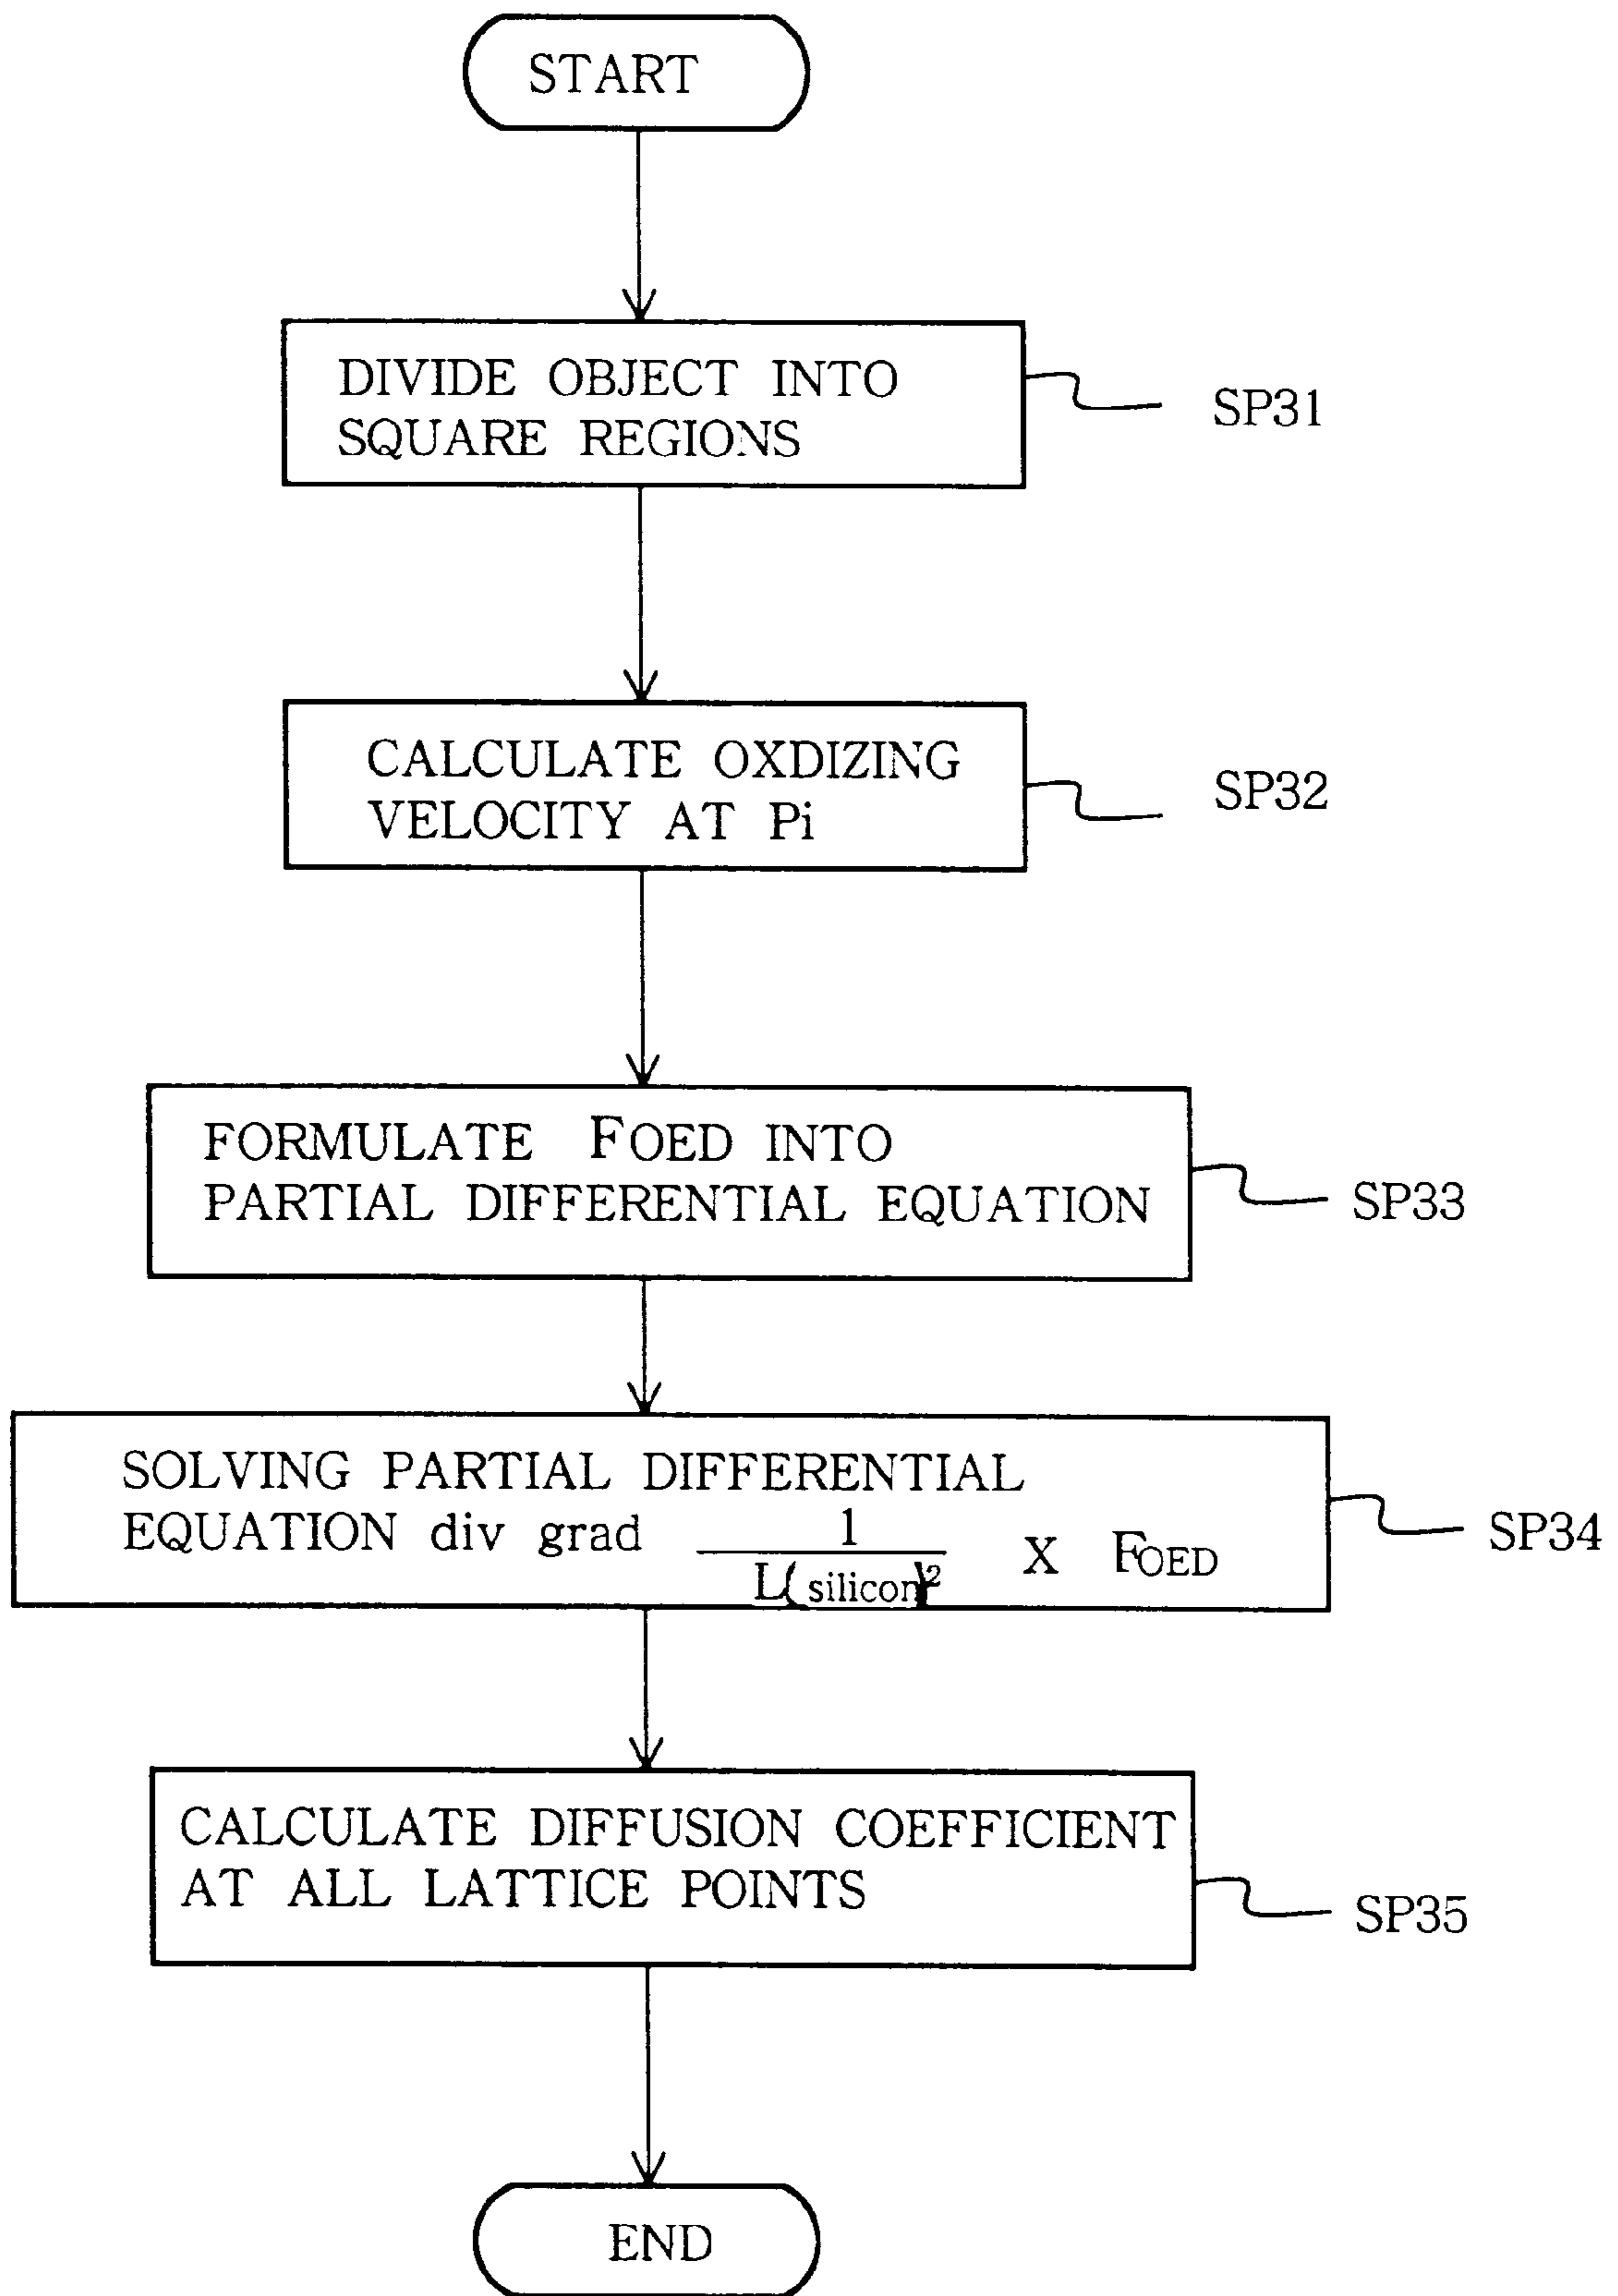 START
DIVIDE OBJECT INTO
SQUARE REGIONS
SP31
CALCULATE OXDIZING
VELOCITY AT Pi
SP32
FORMULATE FOED INTO
PARTIAL DIFFERENTIAL EQUATION
SP33
SOLVING PARTIAL DIFFERENTIAL
EQUATION div grad 1/L(silicon)² X FOED
SP34
CALCULATE DIFFUSION COEFFICIENT
AT ALL LATTICE POINTS
SP35
END